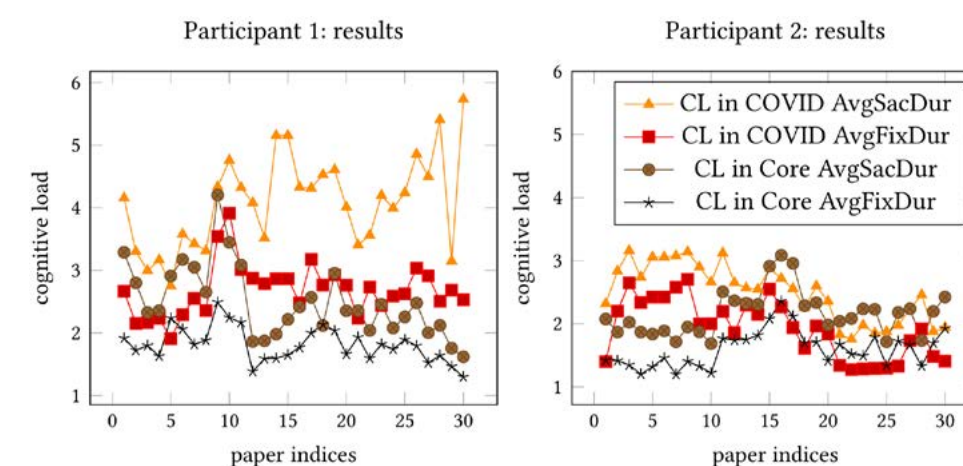 Participant 1: results
6
5
4
3
2
1
cognitive load
0 5 10 15 20 25 30
paper indices
Participant 2: results
6
5
4
3
2
1
cognitive load
CL in COVID AvgSacDur
CL in COVID AvgFixDur
CL in Core AvgSacDur
CL in Core AvgFixDur
0 5 10 15 20 25 30
paper indices